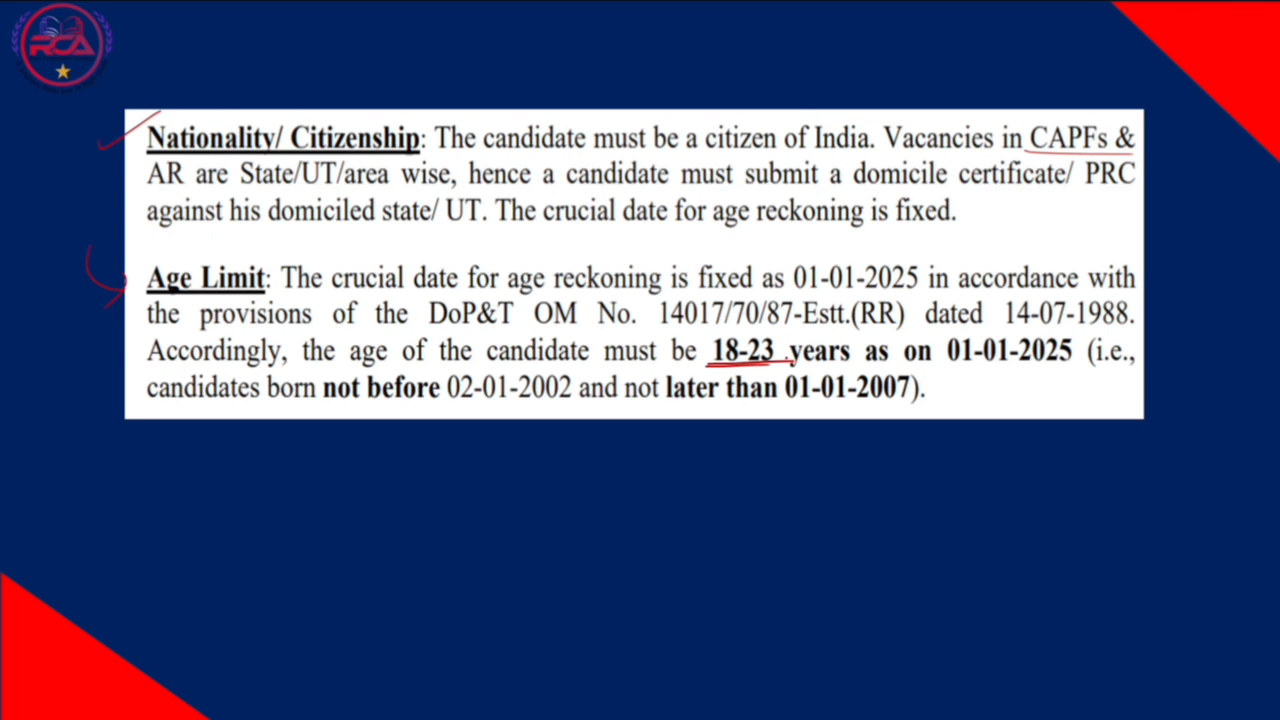 RCA
Nationality/ Citizenship: The candidate must be a citizen of India. Vacancies in CAPFs &
AR are State/UT/area wise, hence a candidate must submit a domicile certificate/ PRC
against his domiciled state/ UT. The crucial date for age reckoning is fixed.
Age Limit: The crucial date for age reckoning is fixed as 01-01-2025 in accordance with
the provisions of the DoP&T OM No. 14017/70/87-Estt.(RR) dated 14-07-1988.
Accordingly, the age of the candidate must be 18-23 years as on 01-01-2025 (i.e.,
candidates born not before 02-01-2002 and not later than 01-01-2007).